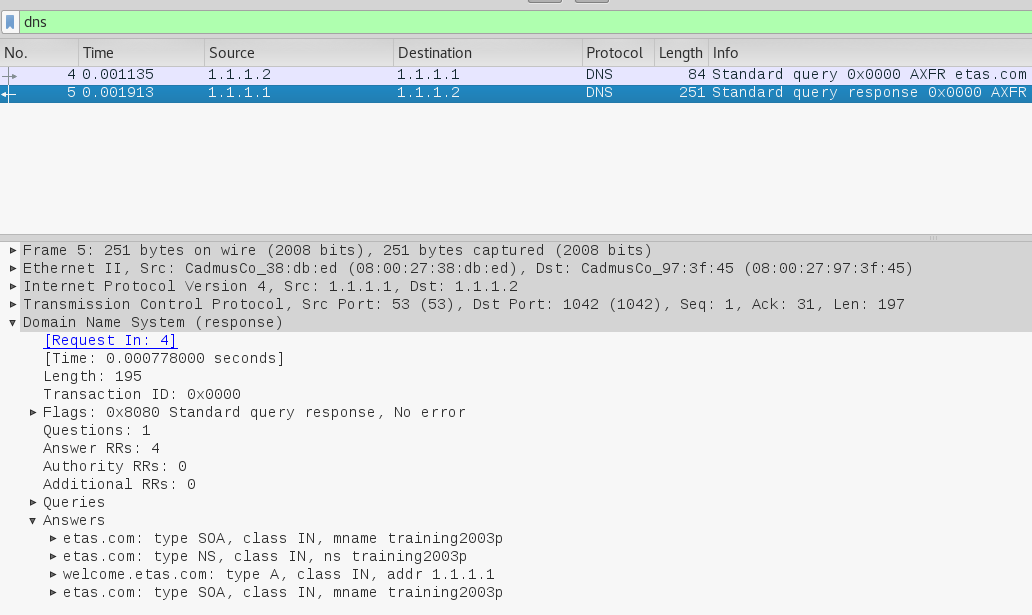 dns
No. Time Source Destination Protocol Length Info
4 0.001135 1.1.1.2 1.1.1.1 DNS 84 Standard query 0x0000 AXFR etas.com
5 0.001913 1.1.1.1 1.1.1.2 DNS 251 Standard query response 0x0000 AXFR
Frame 5: 251 bytes on wire (2008 bits), 251 bytes captured (2008 bits)
Ethernet II, Src: CadmusCo_38:db:ed (08:00:27:38:db:ed), Dst: CadmusCo_97:3f:45 (08:00:27:97:3f:45)
Internet Protocol Version 4, Src: 1.1.1.1, Dst: 1.1.1.2
Transmission Control Protocol, Src Port: 53 (53), Dst Port: 1042 (1042), Seq: 1, Ack: 31, Len: 197
Domain Name System (response)
[Request In: 4]
[Time: 0.000778000 seconds]
Length: 195
Transaction ID: 0x0000
Flags: 0x8080 Standard query response, No error
Questions: 1
Answer RRs: 4
Authority RRs: 0
Additional RRs: 0
Queries
Answers
etas.com: type SOA, class IN, mname training2003p
etas.com: type NS, class IN, ns training2003p
welcome.etas.com: type A, class IN, addr 1.1.1.1
etas.com: type SOA, class IN, mname training2003p